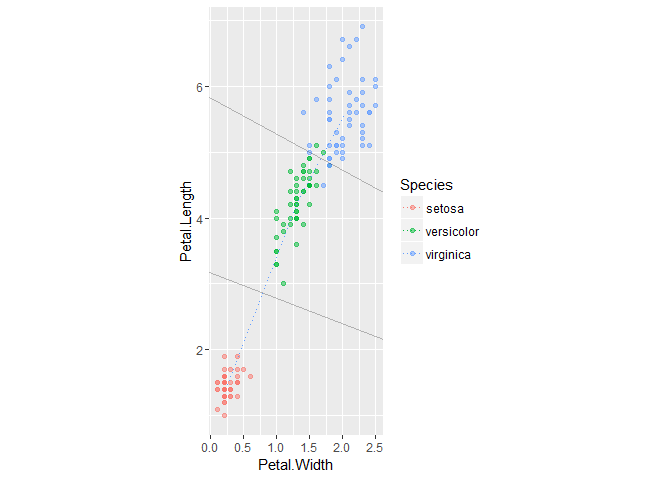 6
4
2
Petal.Length
0.0 0.5 1.0 1.5 2.0 2.5
Petal.Width
Species
setosa
versicolor
virginica